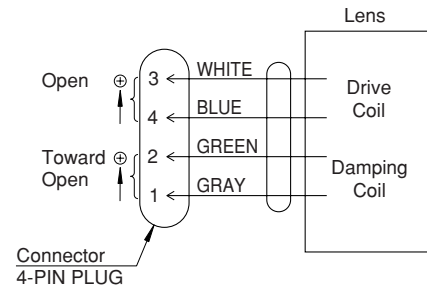 Lens
Open
⊕
3
WHITE
Drive
Coil
4
BLUE
Toward
Open
⊕
2
GREEN
Damping
Coil
1
GRAY
Connector
4-PIN PLUG